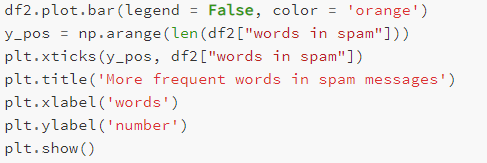 df2.plot.bar(legend = False, color = 'orange')
y_pos = np.arange(len(df2["words in spam"]))
plt.xticks(y_pos, df2["words in spam"])
plt.title('More frequent words in spam messages')
plt.xlabel('words')
plt.ylabel('number')
plt.show()